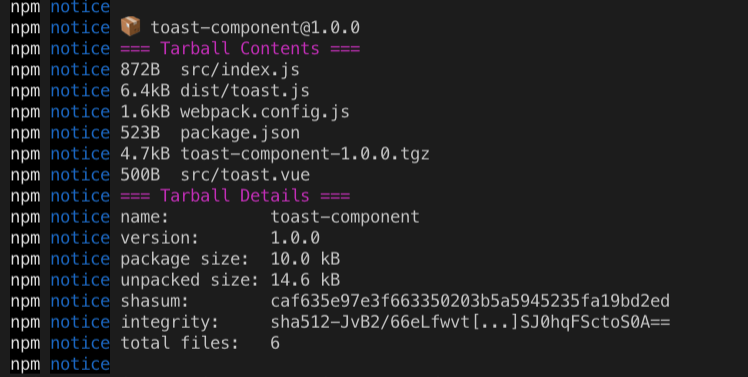 npm notice
npm notice 📦 toast-component@1.0.0
npm notice === Tarball Contents ===
npm notice 872B src/index.js
npm notice 6.4kB dist/toast.js
npm notice 1.6kB webpack.config.js
npm notice 523B package.json
npm notice 4.7kB toast-component-1.0.0.tgz
npm notice 500B src/toast.vue
npm notice === Tarball Details ===
npm notice name: toast-component
npm notice version: 1.0.0
npm notice package size: 10.0 kB
npm notice unpacked size: 14.6 kB
npm notice shasum: caf635e97e3f663350203b5a5945235fa19bd2ed
npm notice integrity: sha512-JvB2/66eLfwvt[...]SJ0hqFSctoS0A==
npm notice total files: 6
npm notice